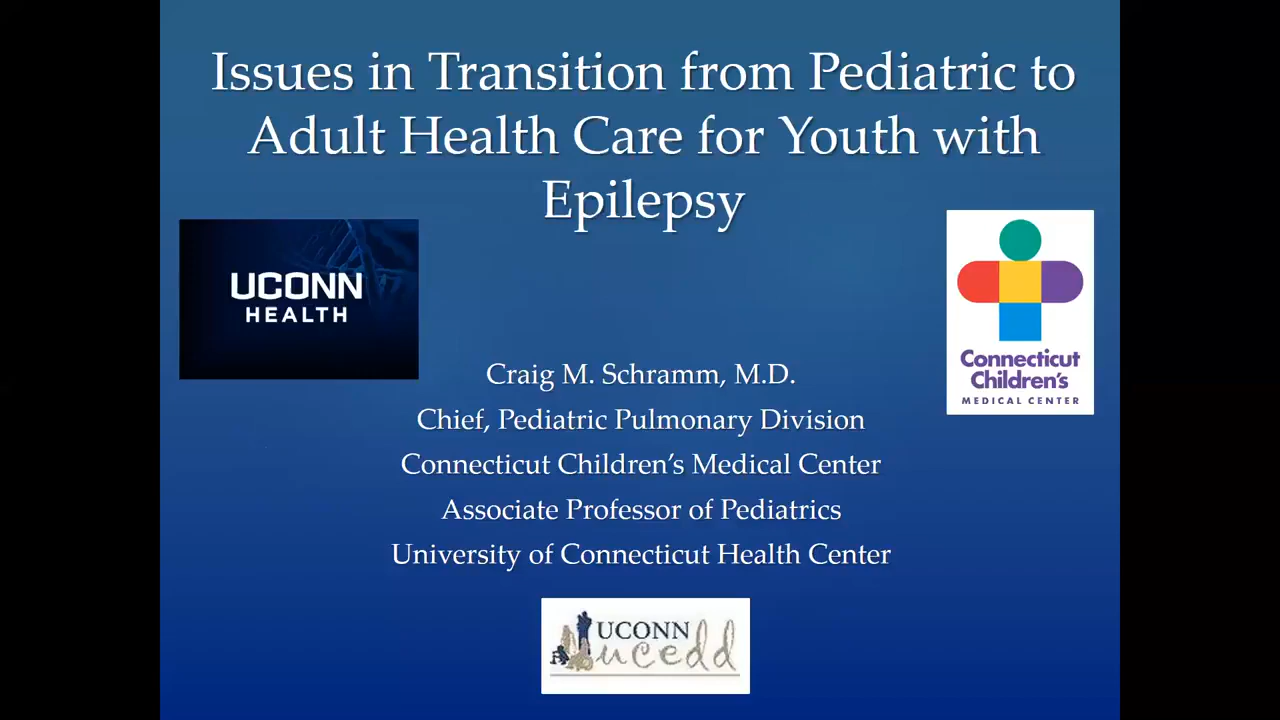 Issues in Transition from Pediatric to
Adult Health Care for Youth with
Epilepsy
UCONN
HEALTH
Connecticut
Children's
MEDICAL CENTER
Craig M. Schramm, M.D.
Chief, Pediatric Pulmonary Division
Connecticut Children’s Medical Center
Associate Professor of Pediatrics
University of Connecticut Health Center
UCONN
ucedd